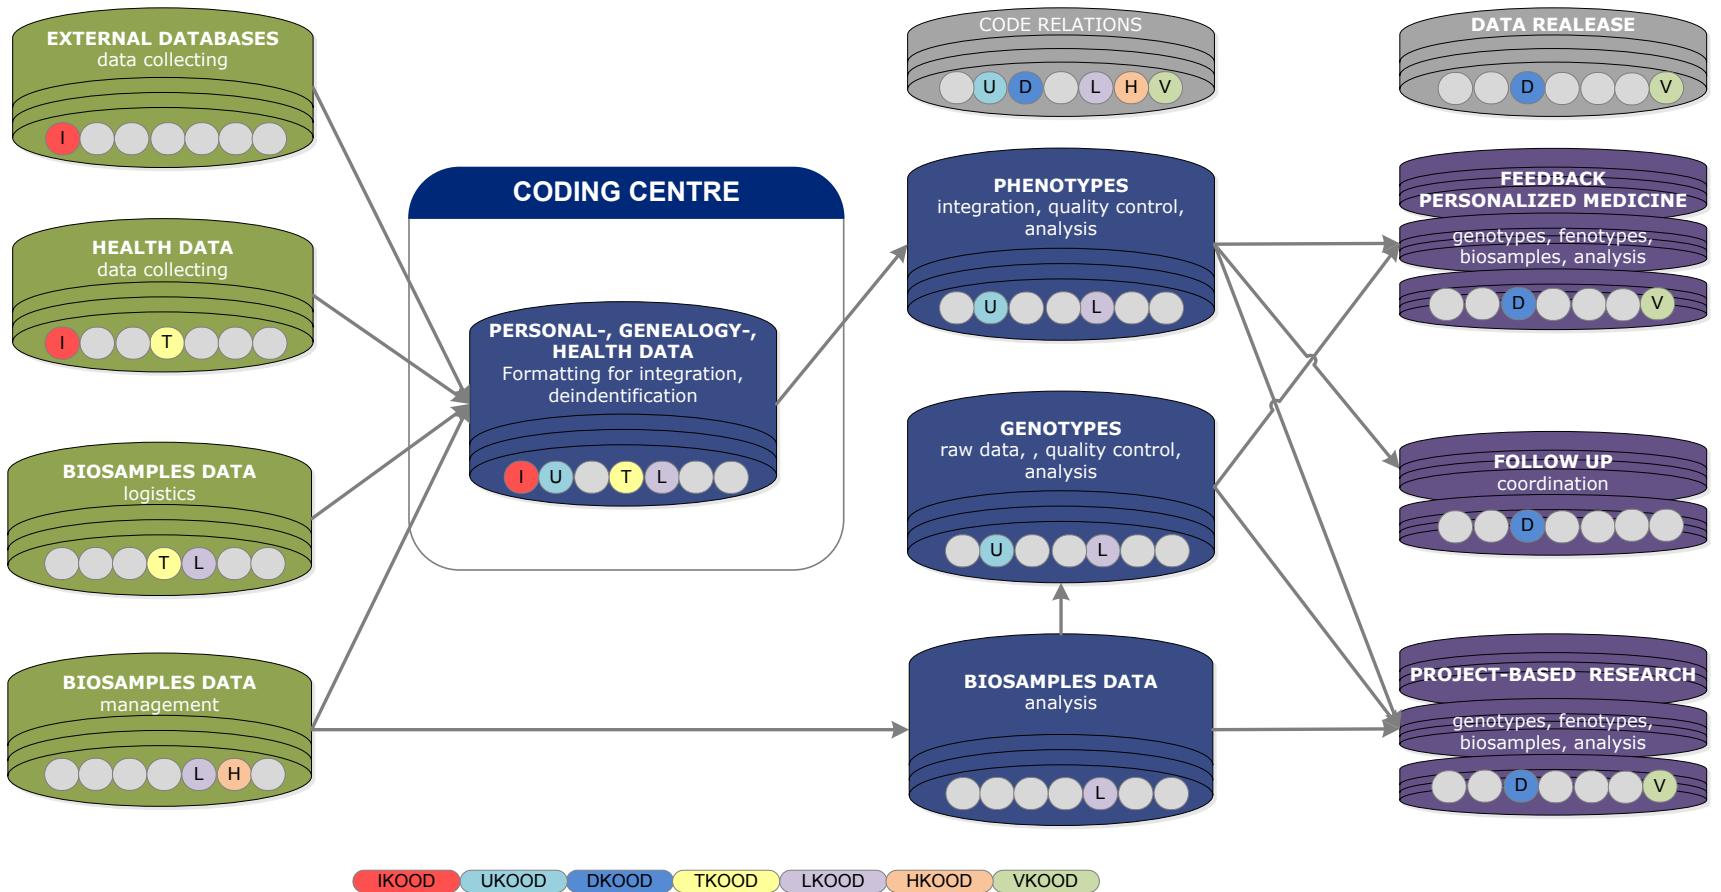 EXTERNAL DATABASES
data collecting
I
HEALTH DATA
data collecting
I T
BIOSAMPLES DATA
logistics
T L
BIOSAMPLES DATA
management
L H
CODING CENTRE
PERSONAL-, GENEALOGY-,
HEALTH DATA
Formatting for integration,
deindentification
I U T L
CODE RELATIONS
U D L H V
PHENOTYPES
integration, quality control,
analysis
U L
GENOTYPES
raw data, , quality control,
analysis
U L
BIOSAMPLES DATA
analysis
L
DATA REALEASE
D V
FEEDBACK
PERSONALIZED MEDICINE
genotypes, fenotypes,
biosamples, analysis
D V
FOLLOW UP
coordination
D
PROJECT-BASED RESEARCH
genotypes, fenotypes,
biosamples, analysis
D V
IKOOD UKOOD DKOOD TKOOD LKOOD HKOOD VKOOD